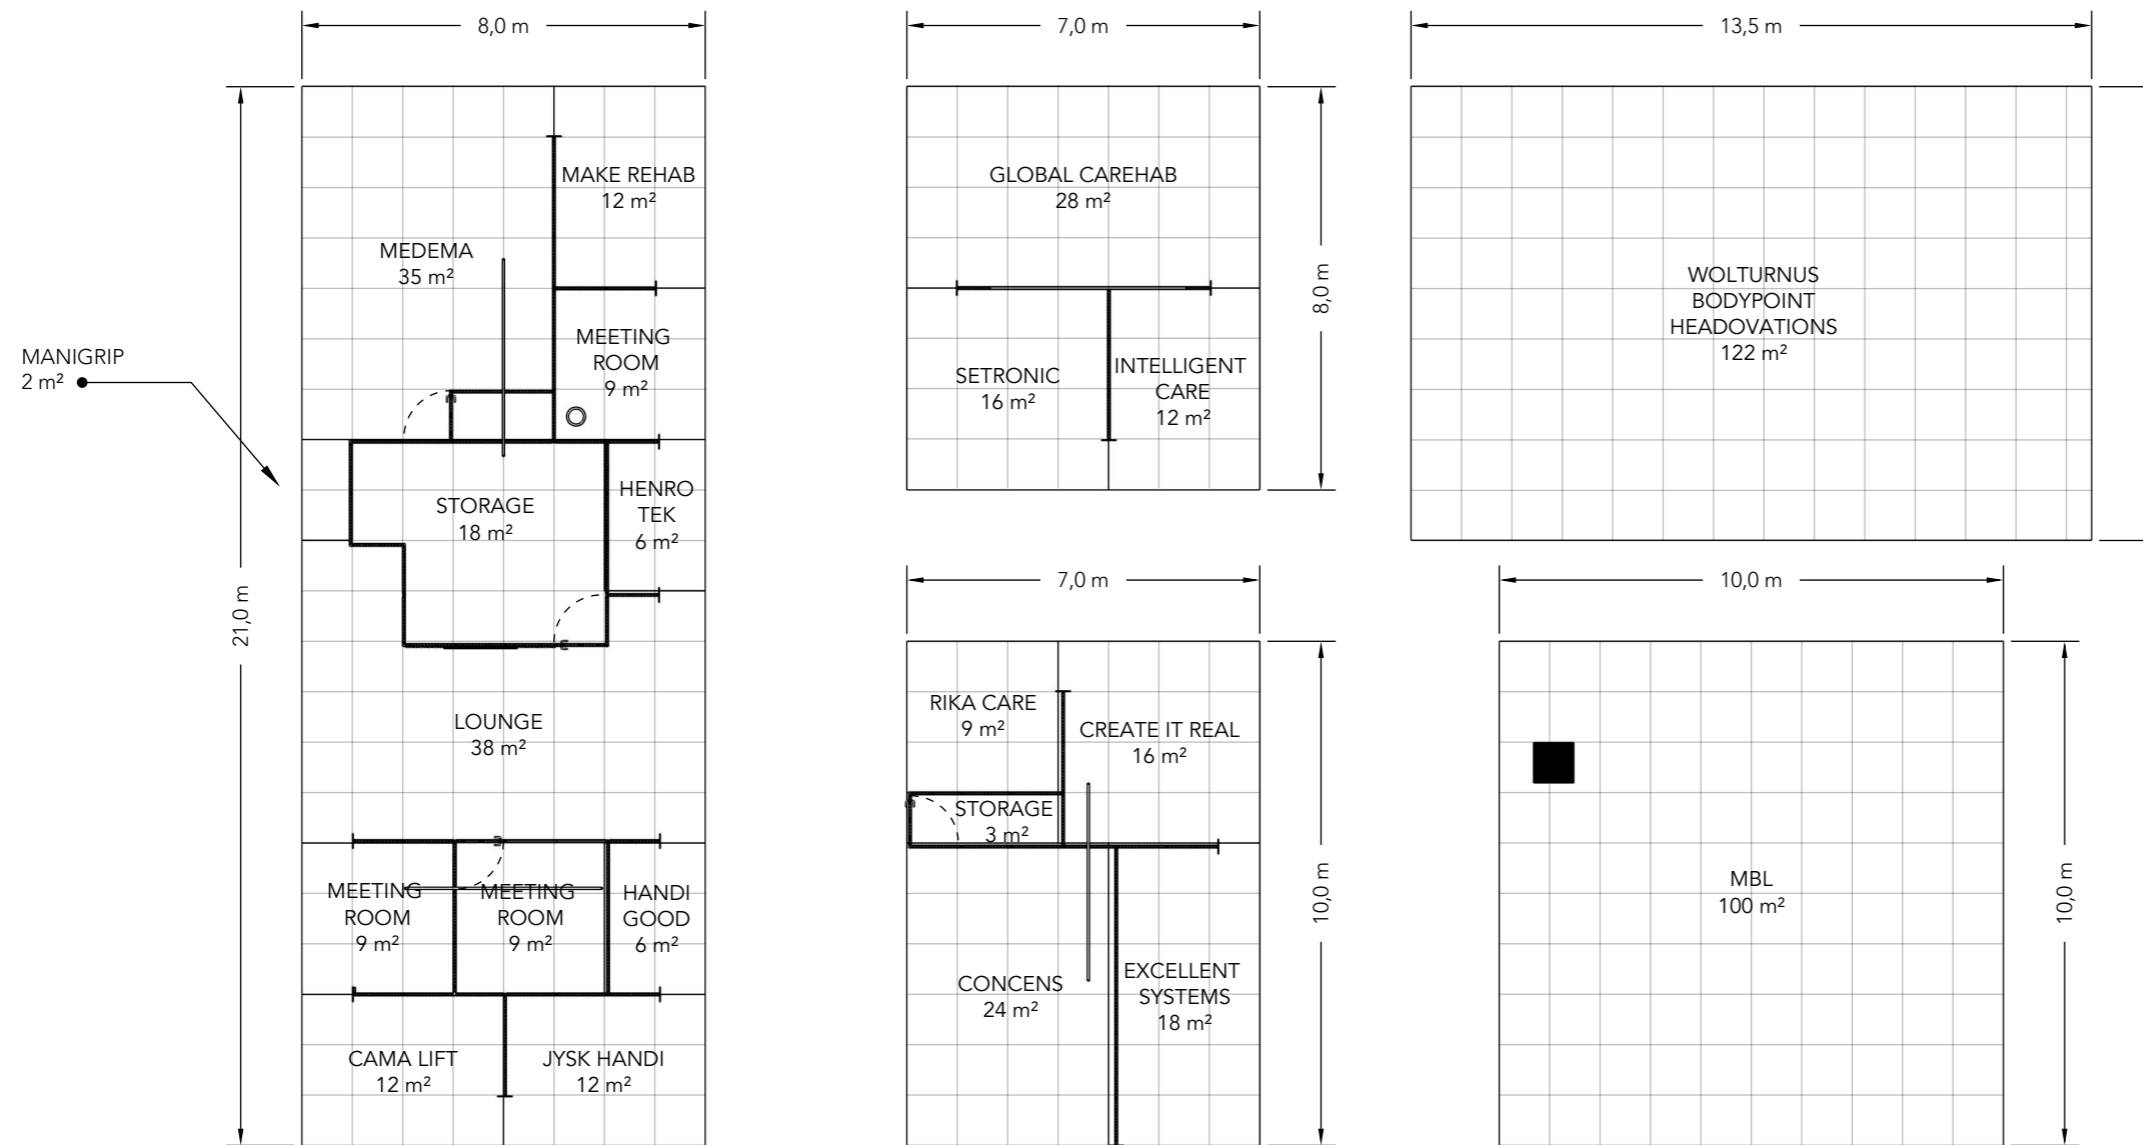 8,0 m
7,0 m
13,5 m
MAKE REHAB
12 m²
MEDEMA
35 m²
MEETING
ROOM
9 m²
MANIGRIP
2 m²
STORAGE
18 m²
HENRO
TEK
6 m²
21,0 m
LOUNGE
38 m²
MEETING
ROOM
9 m²
MEETING
ROOM
9 m²
HANDI
GOOD
6 m²
CAMA LIFT
12 m²
JYSK HANDI
12 m²
GLOBAL CAREHAB
28 m²
8,0 m
SETRONIC
16 m²
INTELLIGENT
CARE
12 m²
WOLTURNUS
BODYPOINT
HEADOVATIONS
122 m²
7,0 m
10,0 m
RIKA CARE
9 m²
CREATE IT REAL
16 m²
STORAGE
3 m²
10,0 m
CONCENS
24 m²
EXCELLENT
SYSTEMS
18 m²
MBL
100 m²
10,0 m